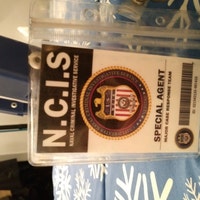 N.C.I.S
NAVAL CRIMINAL INVESTIGATIVE SERVICE
SPECIAL AGENT
MAJOR CASE RESPONSE TEAM